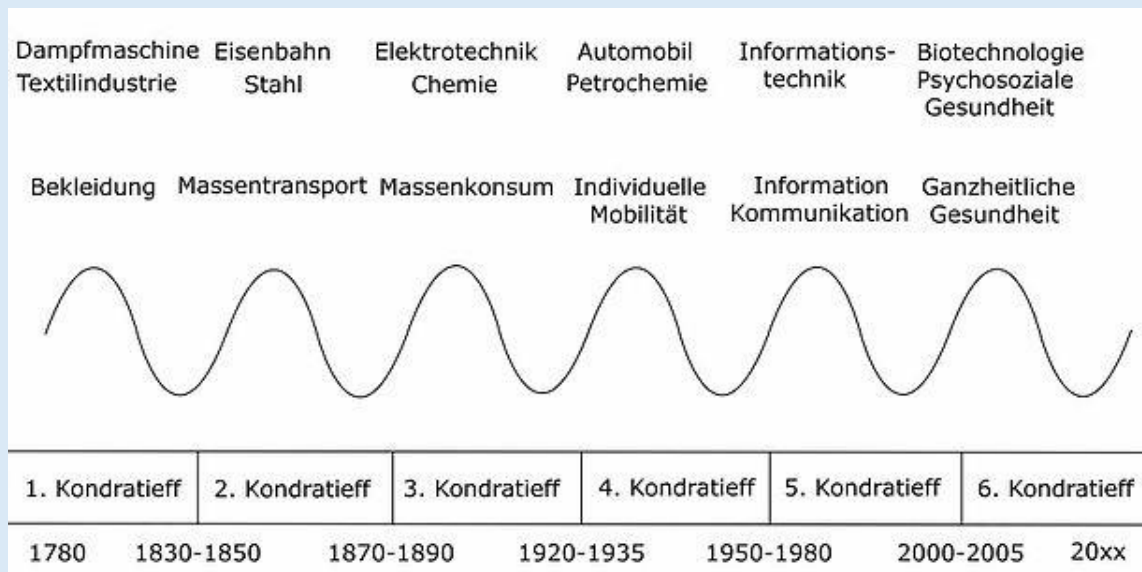 Dampfmaschine Eisenbahn Elektrotechnik Automobil Informations- Biotechnologie
Textilindustrie Stahl Chemie Petrochemie technik Psychosoziale
Gesundheit
Bekleidung Massentransport Massenkonsum Individuelle Information Ganzheitliche
Mobilität Kommunikation Gesundheit
1. Kondratieff 2. Kondratieff 3. Kondratieff 4. Kondratieff 5. Kondratieff 6. Kondratieff
1780 1830-1850 1870-1890 1920-1935 1950-1980 2000-2005 20xx